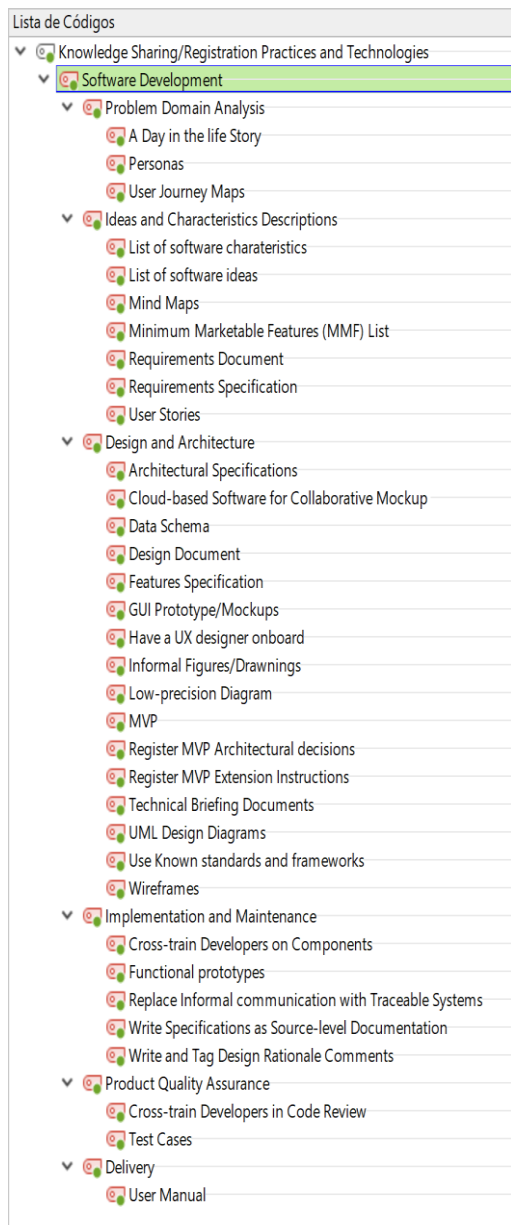 Lista de Códigos
Knowledge Sharing/Registration Practices and Technologies
Software Development
Problem Domain Analysis
A Day in the life Story
Personas
User Journey Maps
Ideas and Characteristics Descriptions
List of software charateristics
List of software ideas
Mind Maps
Minimum Marketable Features (MMF) List
Requirements Document
Requirements Specification
User Stories
Design and Architecture
Architectural Specifications
Cloud-based Software for Collaborative Mockup
Data Schema
Design Document
Features Specification
GUI Prototype/Mockups
Have a UX designer onboard
Informal Figures/Drawnings
Low-precision Diagram
MVP
Register MVP Architectural decisions
Register MVP Extension Instructions
Technical Briefing Documents
UML Design Diagrams
Use Known standards and frameworks
Wireframes
Implementation and Maintenance
Cross-train Developers on Components
Functional prototypes
Replace Informal communication with Traceable Systems
Write Specifications as Source-level Documentation
Write and Tag Design Rationale Comments
Product Quality Assurance
Cross-train Developers in Code Review
Test Cases
Delivery
User Manual